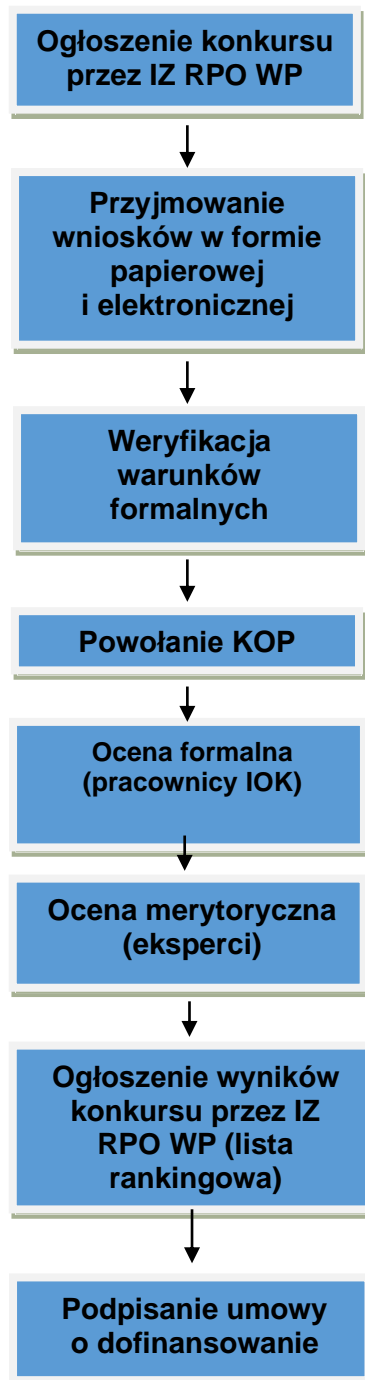 Ogłoszenie konkursu
przez IZ RPO WP
Przyjmowanie
wniosków w formie
papierowej
i elektronicznej
Weryfikacja
warunków
formalnych
Powołanie KOP
Ocena formalna
(pracownicy IOK)
Ocena merytoryczna
(eksperci)
Ogłoszenie wyników
konkursu przez IZ
RPO WP (lista
rankingowa)
Podpisanie umowy
o dofinansowanie